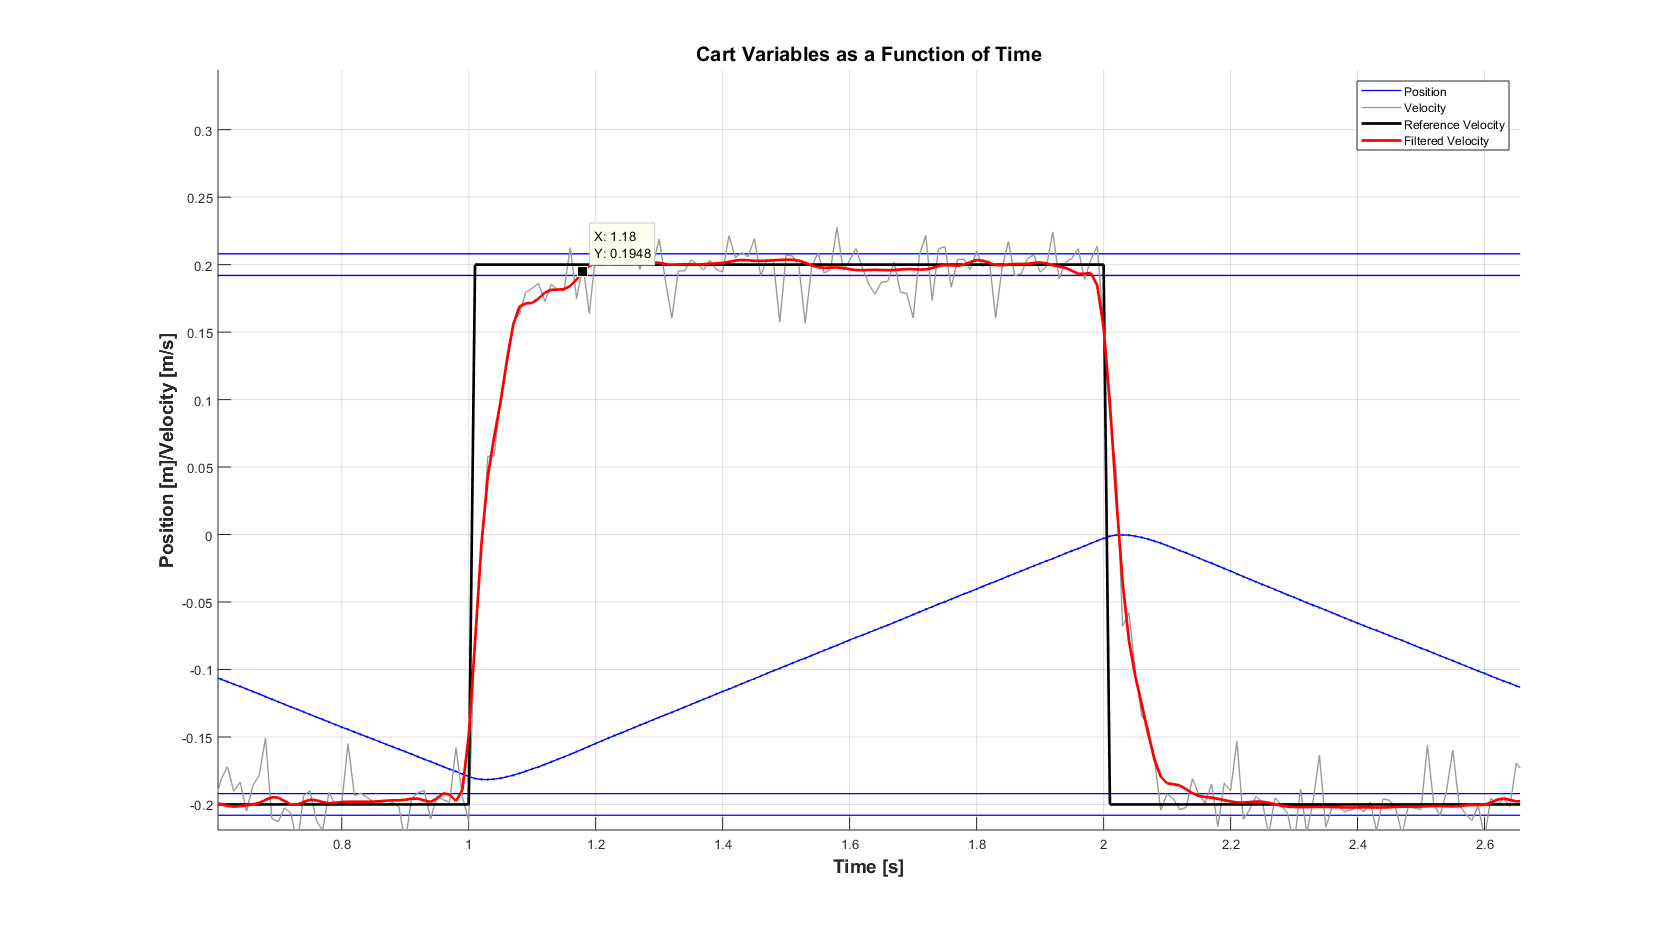 Cart Variables as a Function of Time
Position
Velocity
Reference Velocity
Filtered Velocity
X: 1.18
Y: 0.1948
Position [m]/Velocity [m/s]
0.3
0.25
0.2
0.15
0.1
0.05
0
-0.05
-0.1
-0.15
-0.2
0.8 1 1.2 1.4 1.6 1.8 2 2.2 2.4 2.6
Time [s]